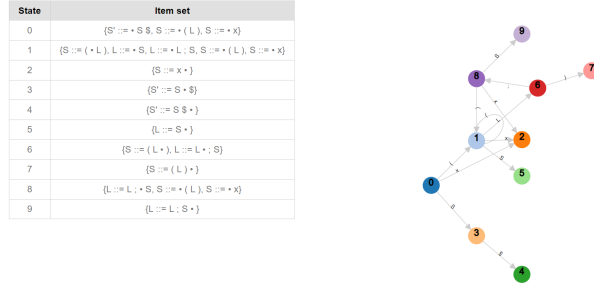 State Item set
0 {S' ::= • S $, S ::= • ( L ), S ::= • x}
1 {S ::= ( • L ), L ::= • S, L ::= • L ; S, S ::= • ( L ), S ::= • x}
2 {S ::= x • }
3 {S' ::= S • $}
4 {S' ::= S $ • }
5 {L ::= S • }
6 {S ::= ( L • ), L ::= L • ; S}
7 {S ::= ( L ) • }
8 {L ::= L ; • S, S ::= • ( L ), S ::= • x}
9 {L ::= L ; S • }
9
S
8
7
)
6
;
x
(
(
L
1
x
2
S
5
(
x
0
S
3
$
4